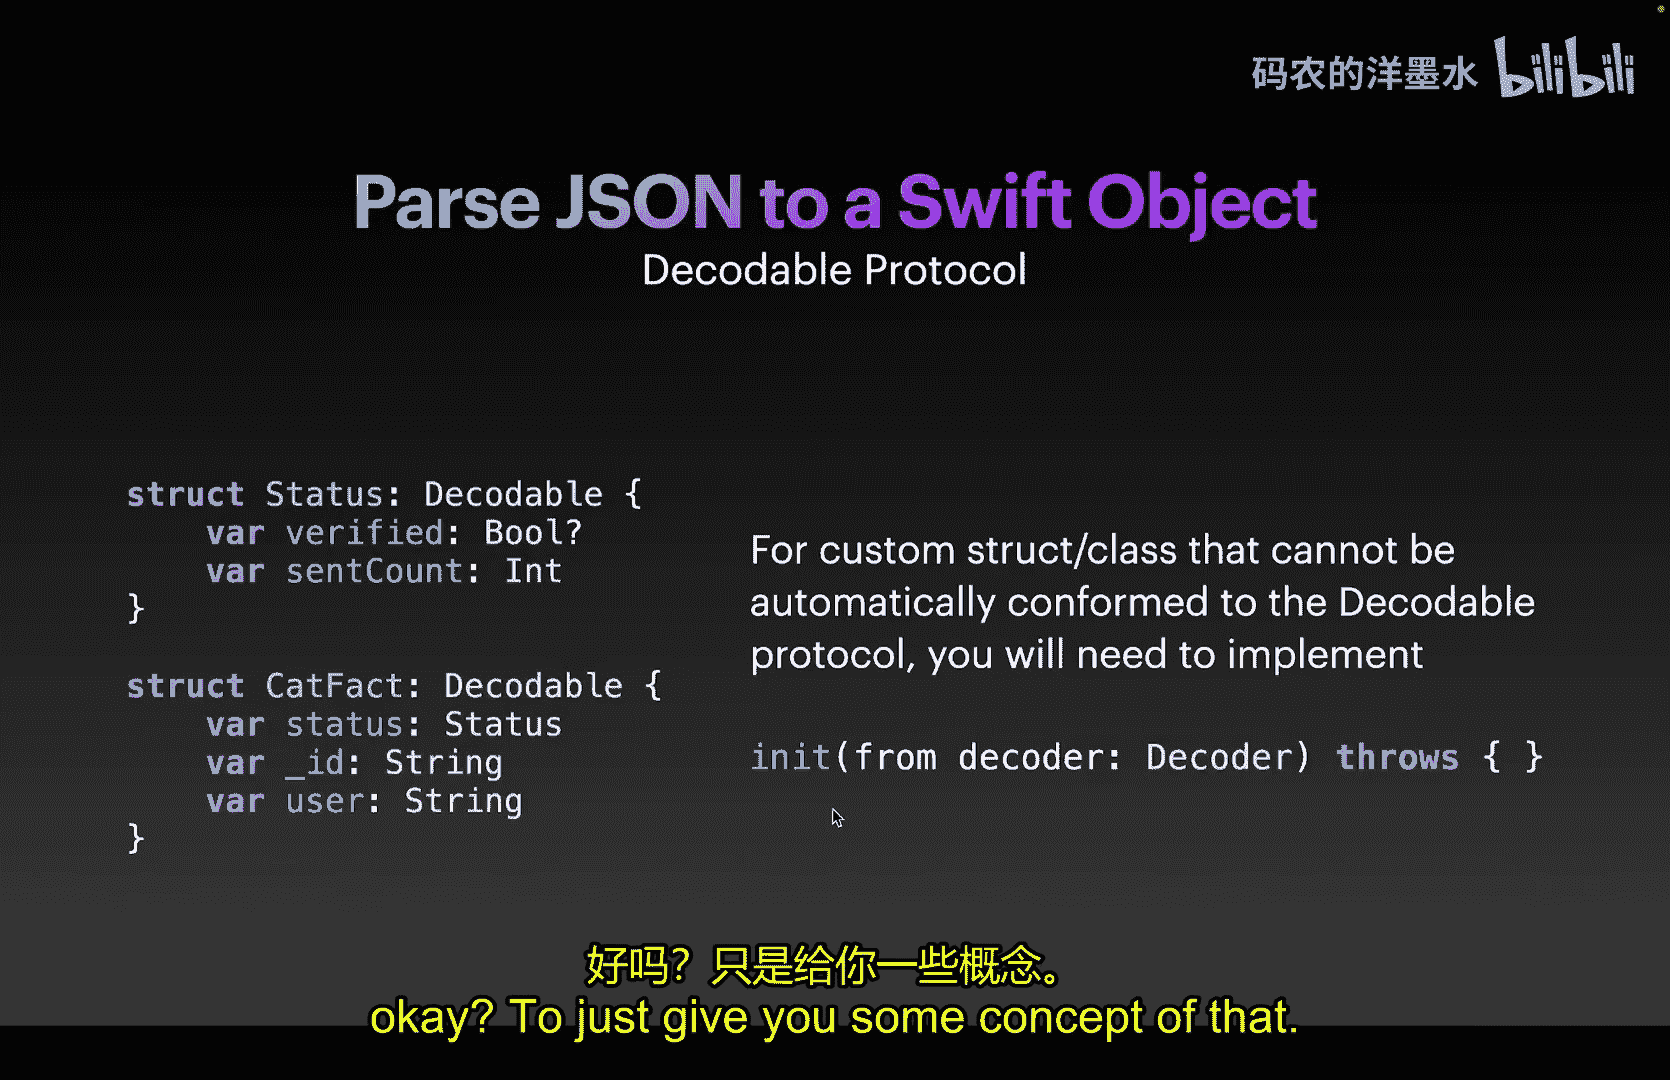 码农的洋墨水 bilibili
Parse JSON to a Swift Object
Decodable Protocol
struct Status: Decodable {
    var verified: Bool?
    var sentCount: Int
}
struct CatFact: Decodable {
    var status: Status
    var _id: String
    var user: String
}
For custom struct/class that cannot be
automatically conformed to the Decodable
protocol, you will need to implement
init(from decoder: Decoder) throws { }
好吗？只是给你一些概念。
okay? To just give you some concept of that.